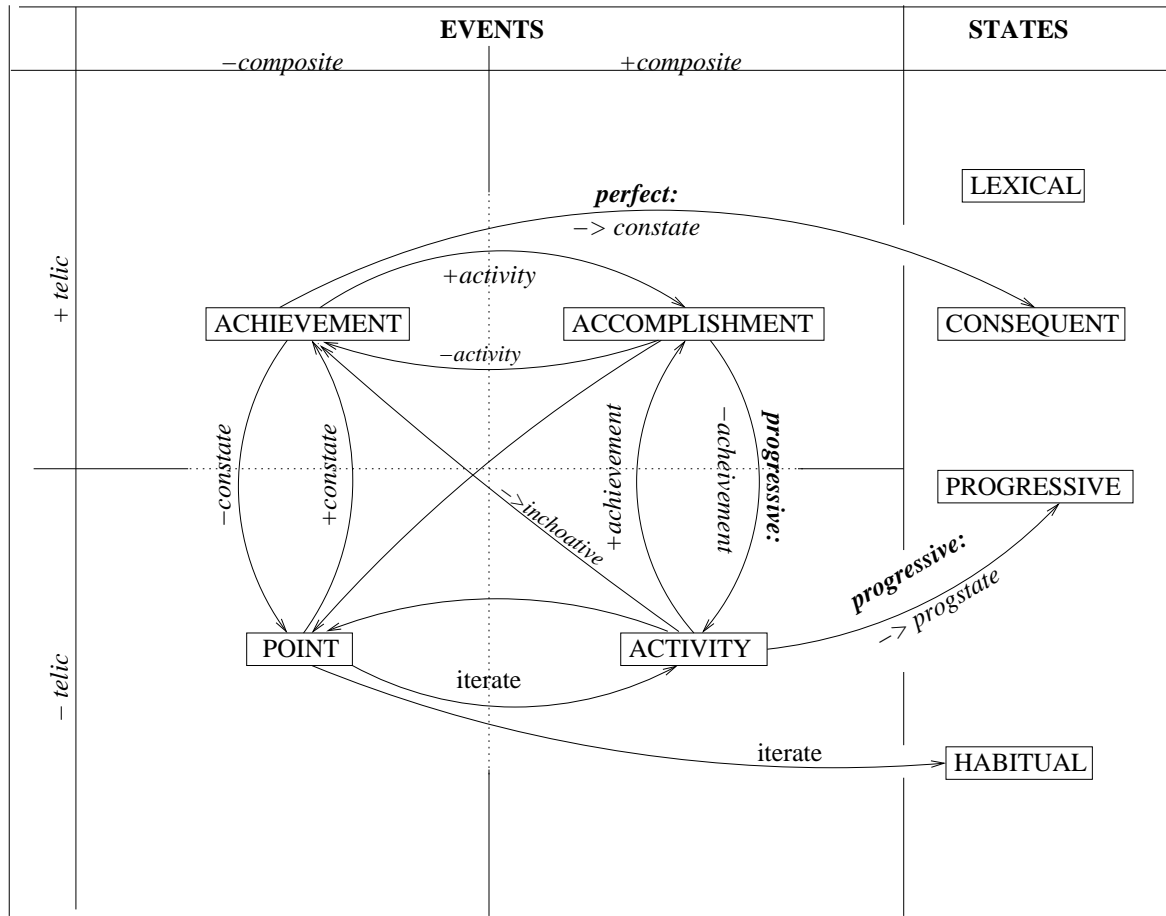 EVENTS
STATES
−composite
+composite
+ telic
− telic
LEXICAL
perfect:
−> constate
+activity
ACHIEVEMENT
ACCOMPLISHMENT
CONSEQUENT
−activity
−constate
+constate
−>inchoative
+achievement
−acheivement
progressive:
PROGRESSIVE
progressive:
−> progstate
POINT
ACTIVITY
iterate
iterate
HABITUAL